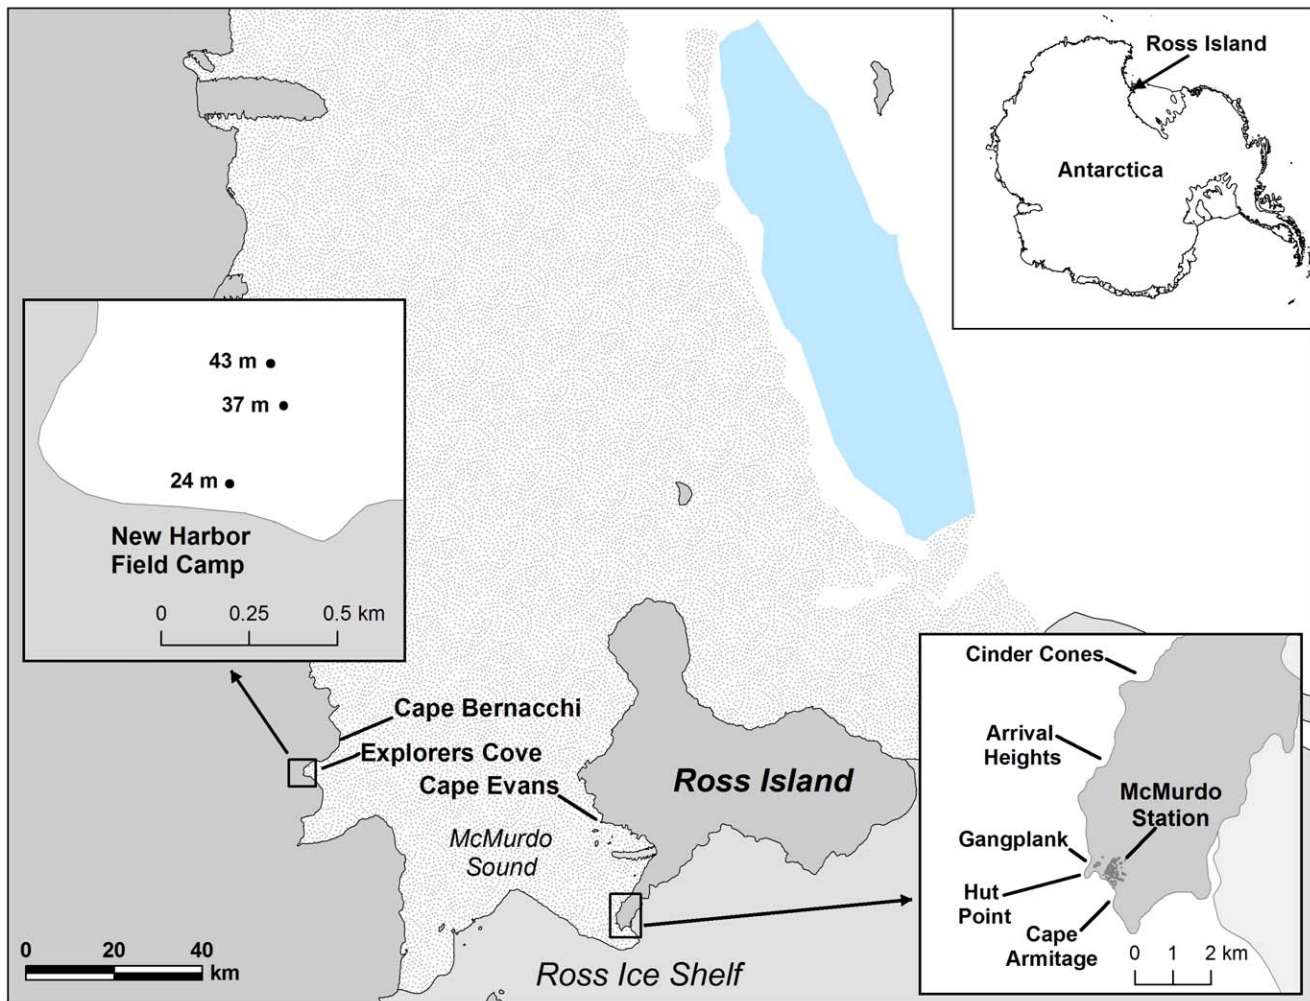 Ross Island
Antarctica
43 m
37 m
24 m
New Harbor
Field Camp
0 0.25 0.5 km
Cape Bernacchi
Explorers Cove
Cape Evans
Ross Island
McMurdo
Sound
Ross Ice Shelf
0 20 40
km
Cinder Cones
Arrival
Heights
McMurdo
Station
Gangplank
Hut
Point
Cape
Armitage
0 1 2 km